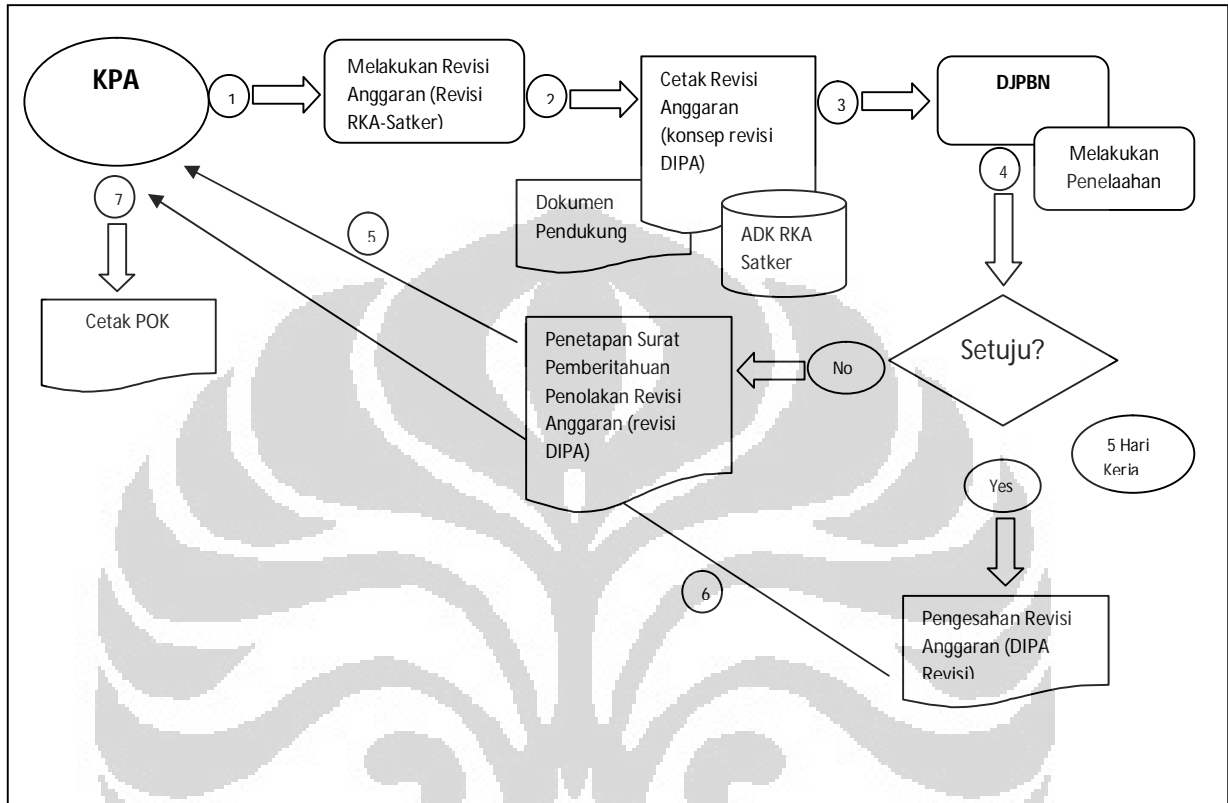 KPA
1
Melakukan Revisi
Anggaran (Revisi
RKA-Satker)
2
Cetak Revisi
Anggaran
(konsep revisi
DIPA)
3
DJPBN
Melakukan
Penelaahan
4
Dokumen
Pendukung
ADK RKA
Satker
7
5
Cetak POK
Penetapan Surat
Pemberitahuan
Penolakan Revisi
Anggaran (revisi
DIPA)
No
Setuju?
5 Hari
Kerja
Yes
6
Pengesahan Revisi
Anggaran (DIPA
Revisi)